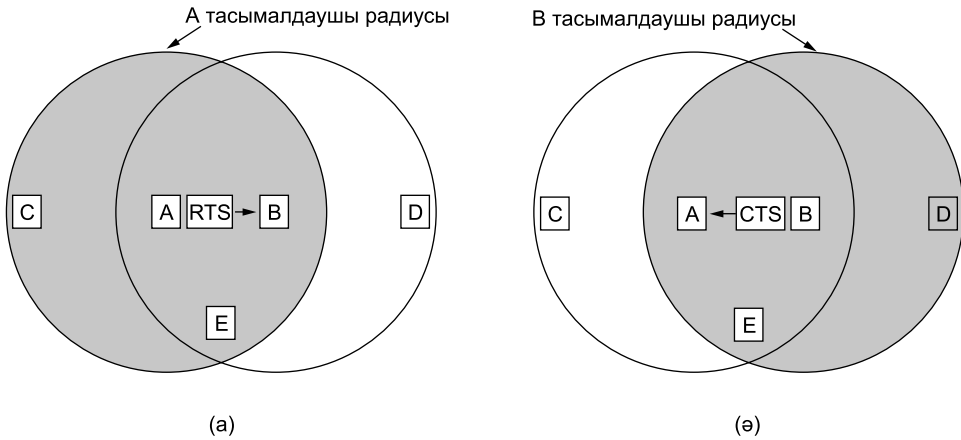 А тасымалдаушы радиусы
В тасымалдаушы радиусы
C A RTS B D
E
C A CTS B D
E
(а)
(ә)